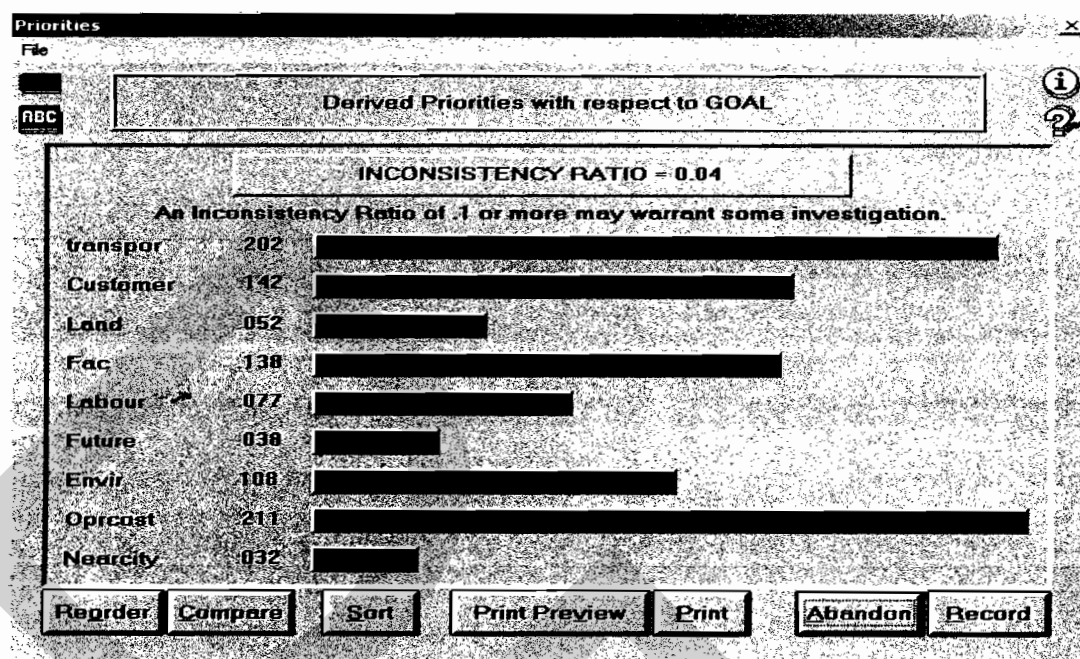 Priorities
File
ABC
Derived Priorities with respect to GOAL
INCONSISTENCY RATIO = 0.04
An Inconsistency Ratio of .1 or more may warrant some investigation.
transpor .202
Customer .142
Land .052
Fac .138
Labour .077
Future .038
Envir .108
Oprcost .211
Nearcity .032
Reorder Compare Sort Print Preview Print Abandon Record